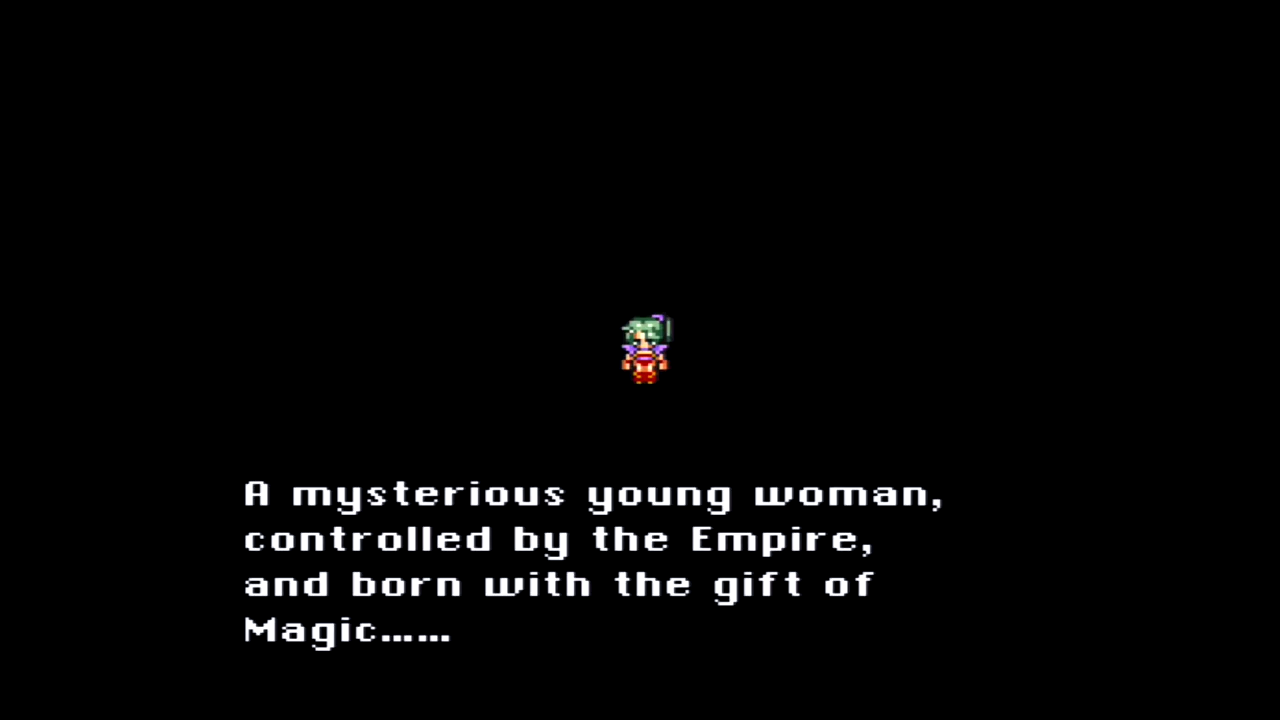 A mysterious young woman,
controlled by the Empire,
and born with the gift of
Magic……